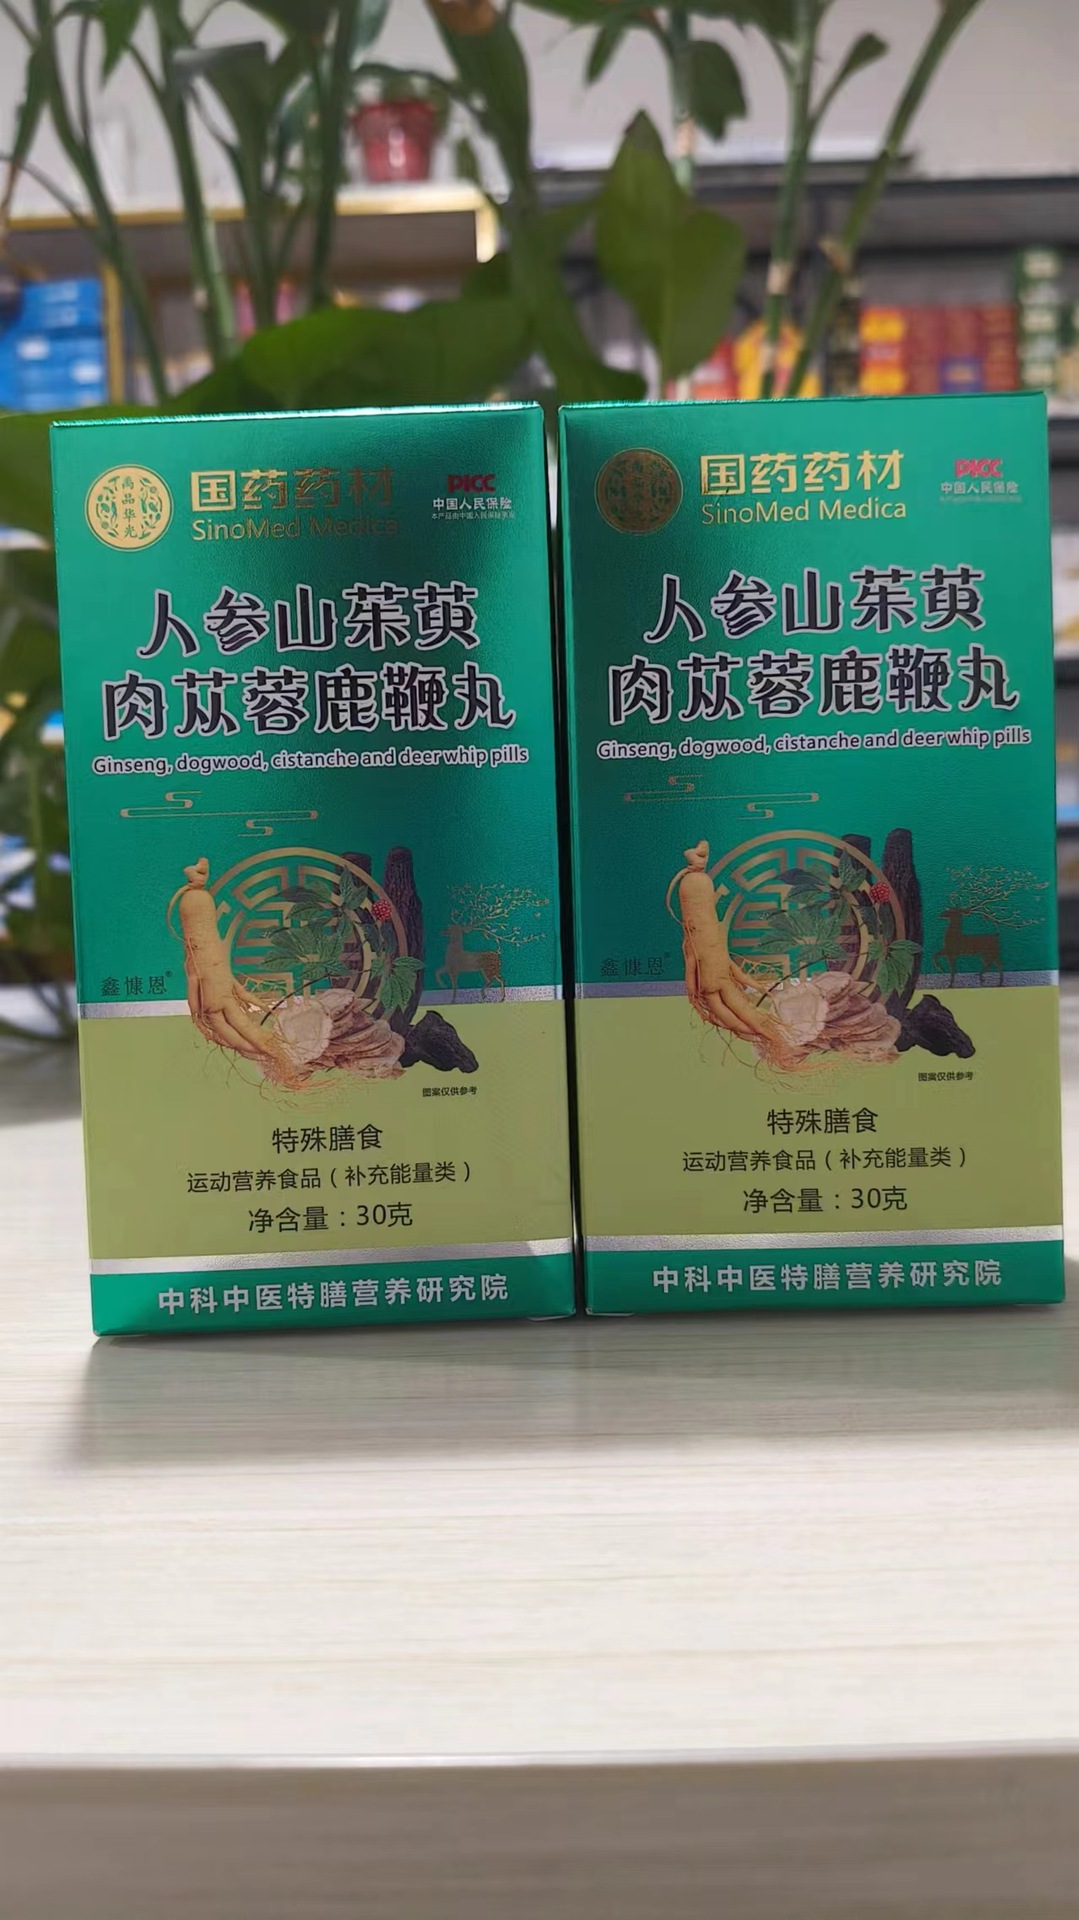 禹品华光
国药药材
SinoMed Medica
PICC
中国人民保险
人参山茱萸
肉苁蓉鹿鞭丸
Ginseng, dogwood, cistanche and deer whip pills
鑫慷恩®
图案仅供参考
特殊膳食
运动营养食品（补充能量类）
净含量：30克
中科中医特膳营养研究院
国药药材
SinoMed Medica
PICC
中国人民保险
人参山茱萸
肉苁蓉鹿鞭丸
Ginseng, dogwood, cistanche and deer whip pills
鑫慷恩®
图案仅供参考
特殊膳食
运动营养食品（补充能量类）
净含量：30克
中科中医特膳营养研究院